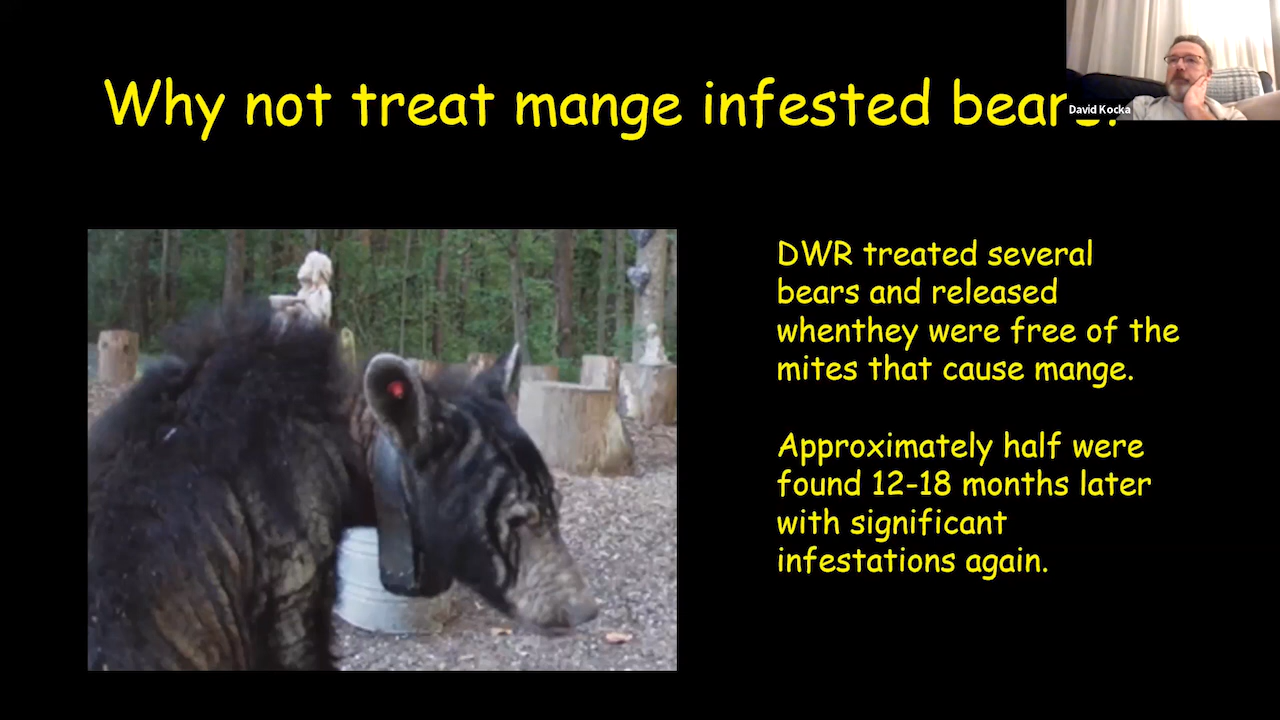 Why not treat mange infested bears?
David Kocka
DWR treated several
bears and released
whenthey were free of the
mites that cause mange.
Approximately half were
found 12-18 months later
with significant
infestations again.